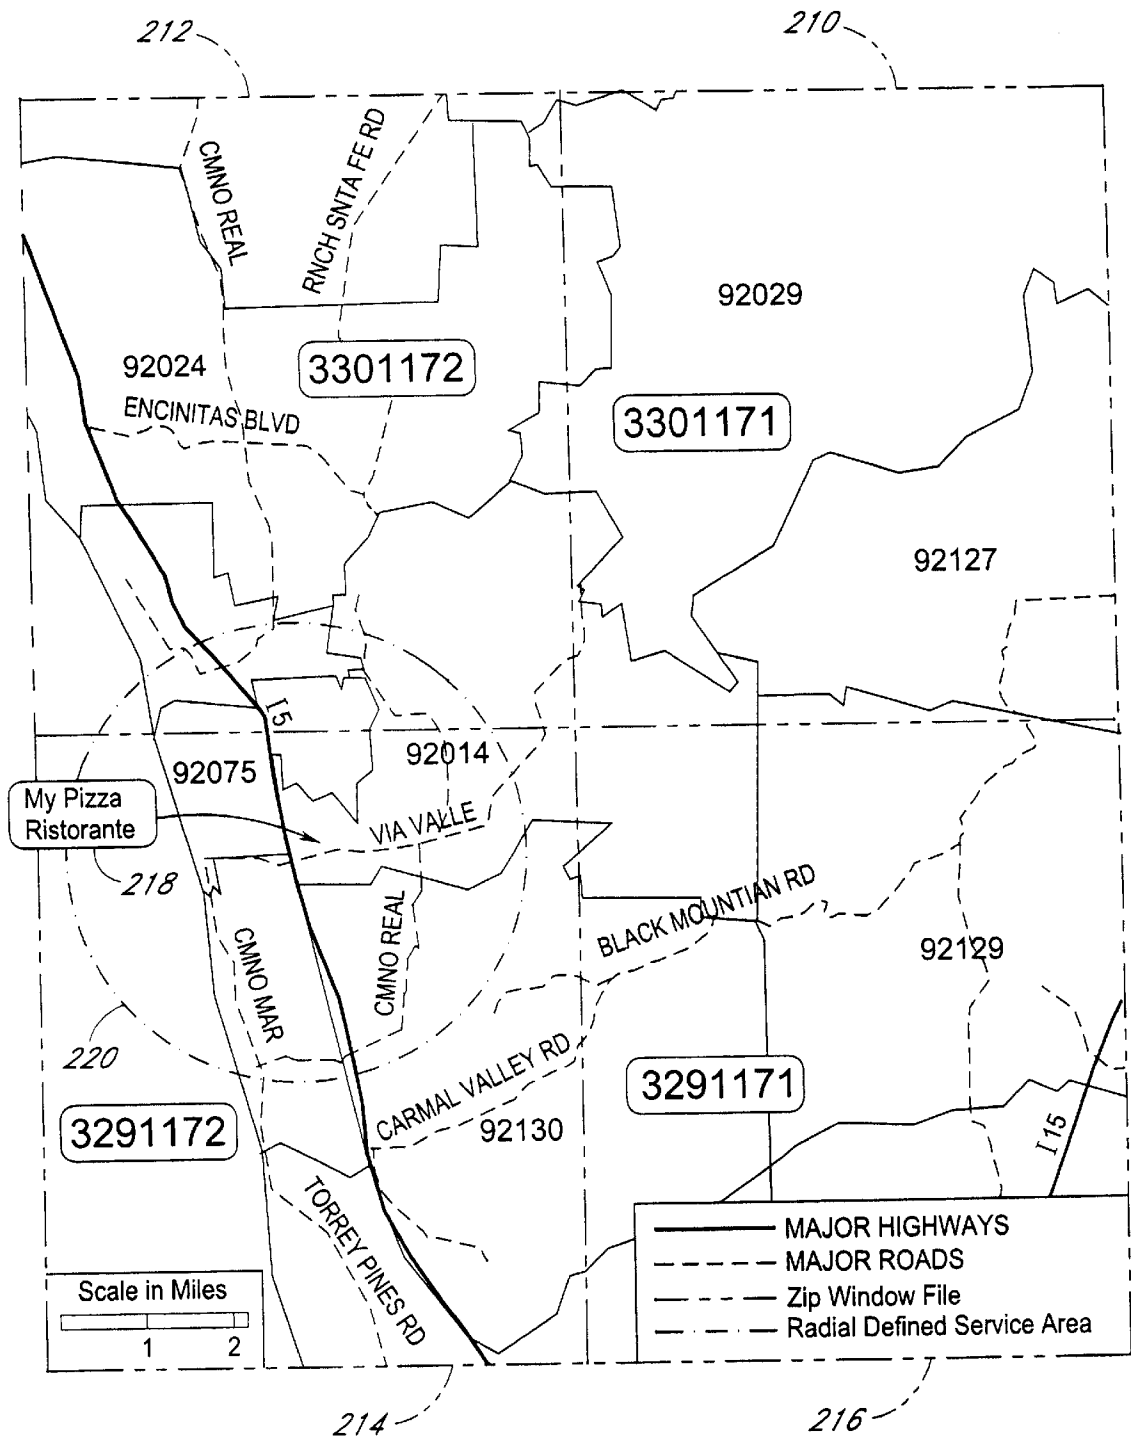 212
210
CMNO REAL
RNCH SNTA FE RD
92029
92024
3301172
ENCINITAS BLVD
3301171
92127
I5
92075
92014
My Pizza
Ristorante
VIA VALLE
218
BLACK MOUNTIAN RD
CMNO REAL
CMNO MAR
92129
220
CARMAL VALLEY RD
3291171
3291172
92130
I15
TORREY PINES RD
MAJOR HIGHWAYS
MAJOR ROADS
Zip Window File
Radial Defined Service Area
Scale in Miles
1 2
214
216